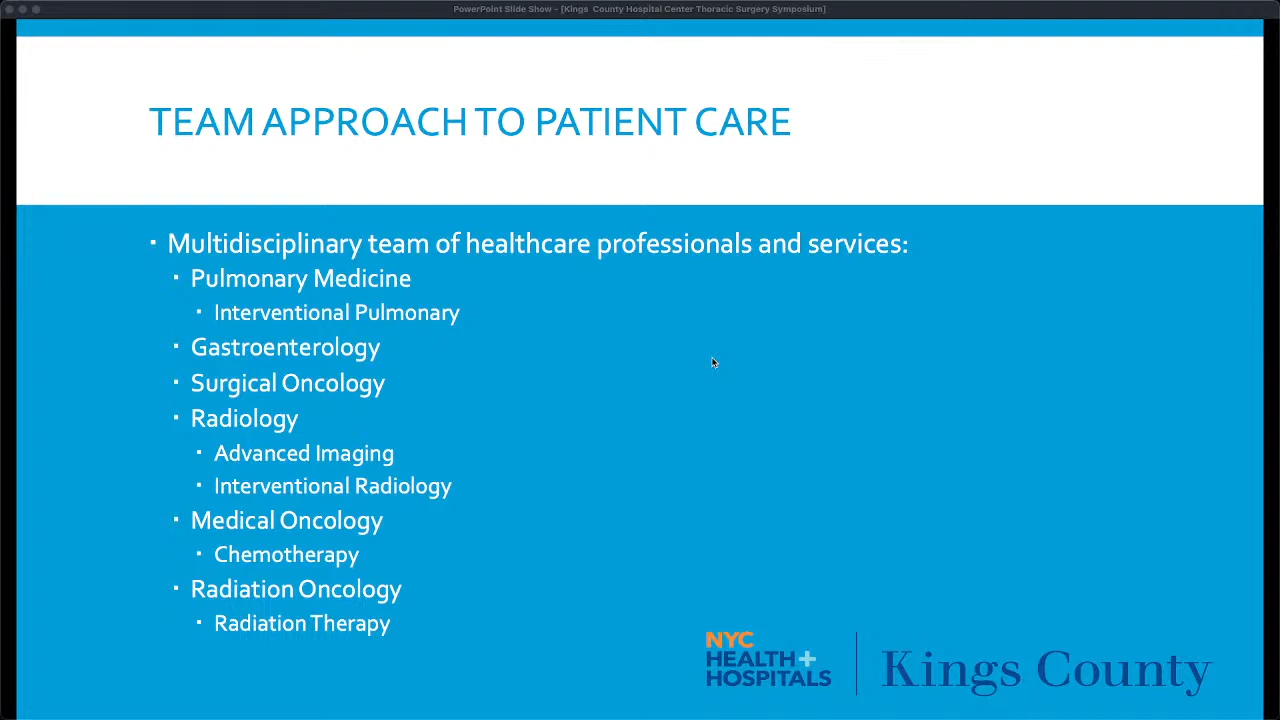 PowerPoint Slide Show - [Kings County Hospital Center Thoracic Surgery Symposium]
TEAM APPROACH TO PATIENT CARE
▪ Multidisciplinary team of healthcare professionals and services:
▪ Pulmonary Medicine
▪ Interventional Pulmonary
▪ Gastroenterology
▪ Surgical Oncology
▪ Radiology
▪ Advanced Imaging
▪ Interventional Radiology
▪ Medical Oncology
▪ Chemotherapy
▪ Radiation Oncology
▪ Radiation Therapy
NYC
HEALTH+
HOSPITALS
Kings County